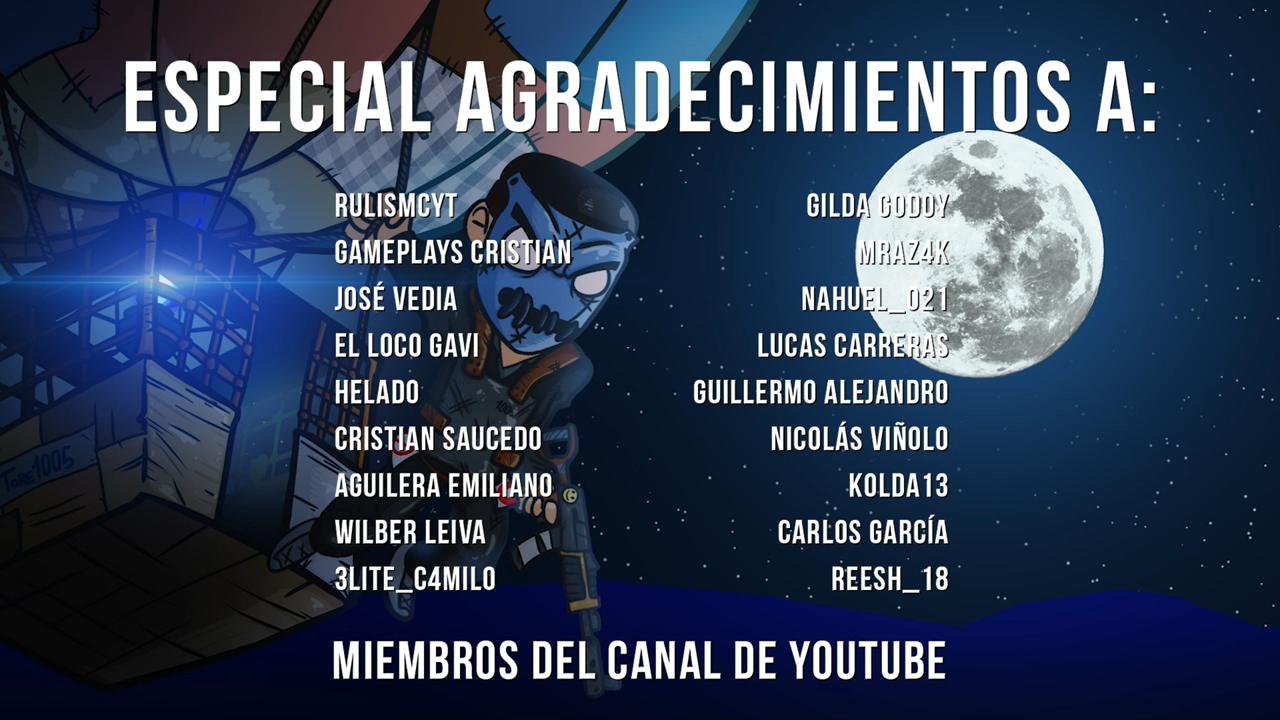 ESPECIAL AGRADECIMIENTOS A:
RULISMCYT
GAMEPLAYS CRISTIAN
JOSÉ VEDIA
EL LOCO GAVI
HELADO
CRISTIAN SAUCEDO
AGUILERA EMILIANO
WILBER LEIVA
3LITE_C4MILO
GILDA GODOY
MRAZ4K
NAHUEL_021
LUCAS CARRERAS
GUILLERMO ALEJANDRO
NICOLÁS VIÑOLO
KOLDA13
CARLOS GARCÍA
REESH_18
MIEMBROS DEL CANAL DE YOUTUBE
Tore1005